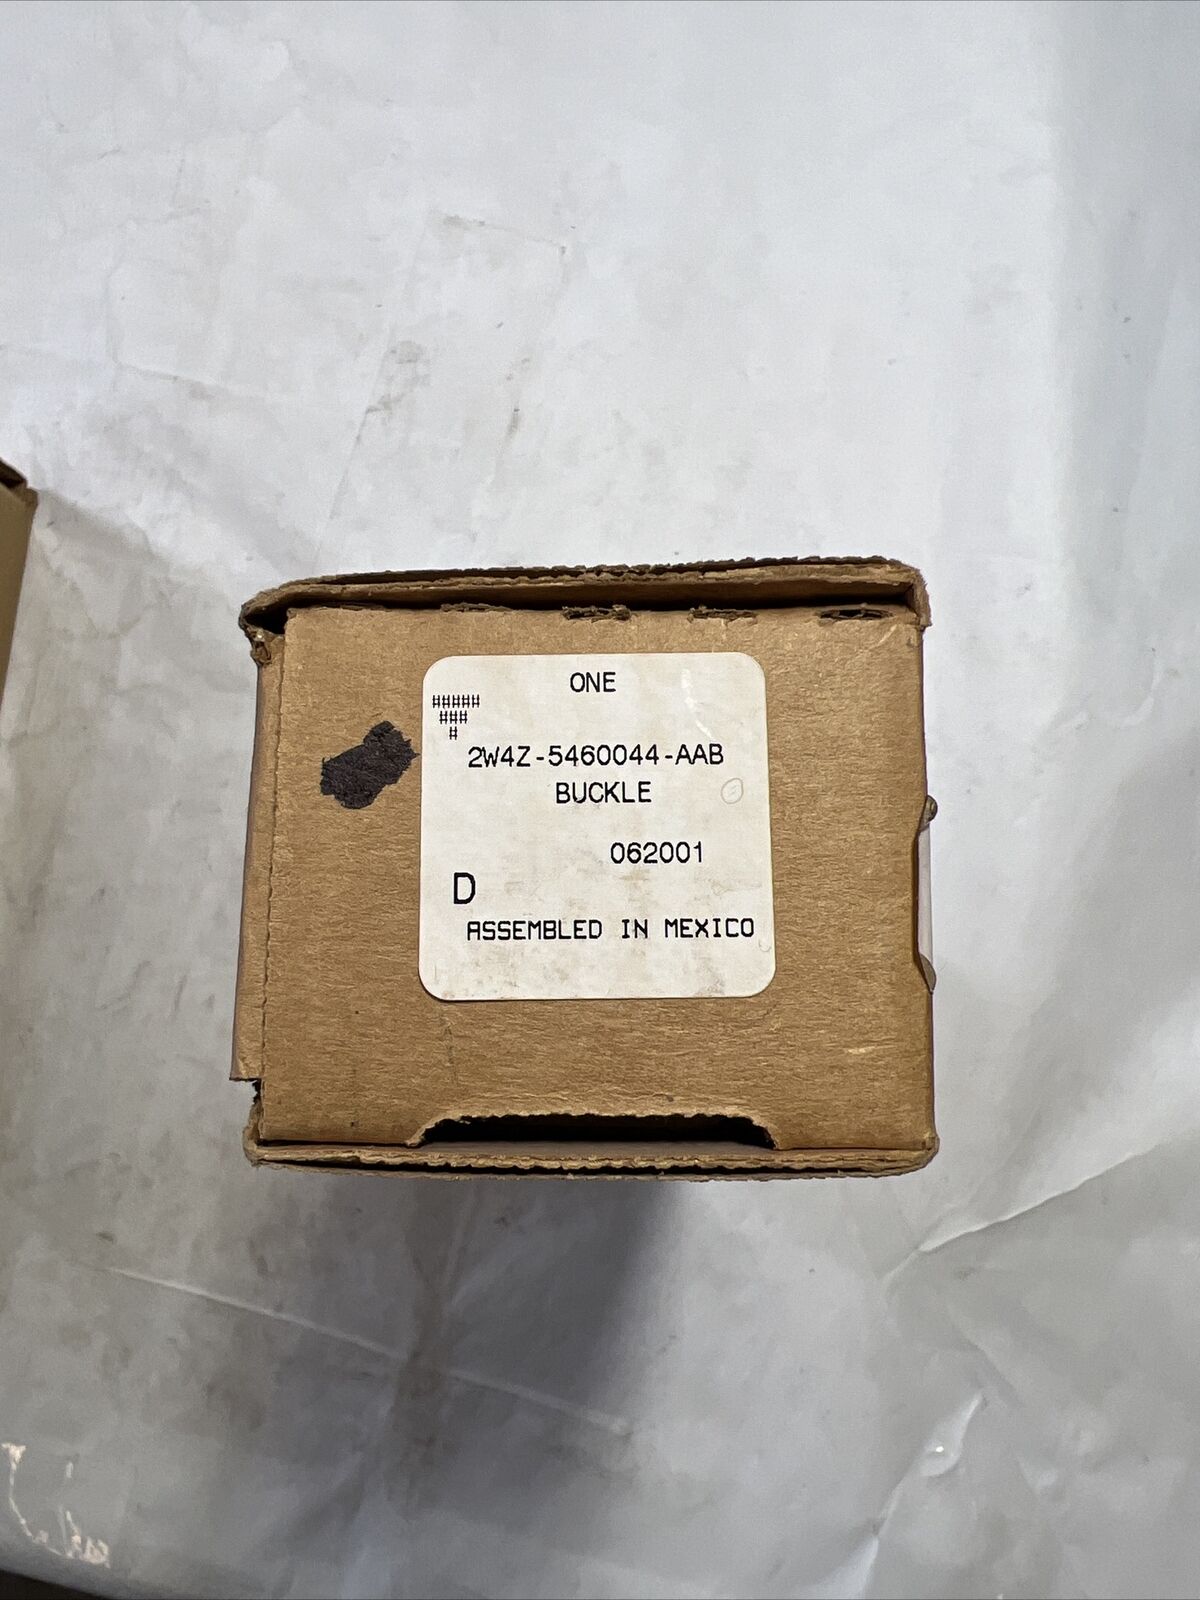 ONE
#####
###
#
2W4Z-5460044-AAB
BUCKLE
062001
D
ASSEMBLED IN MEXICO